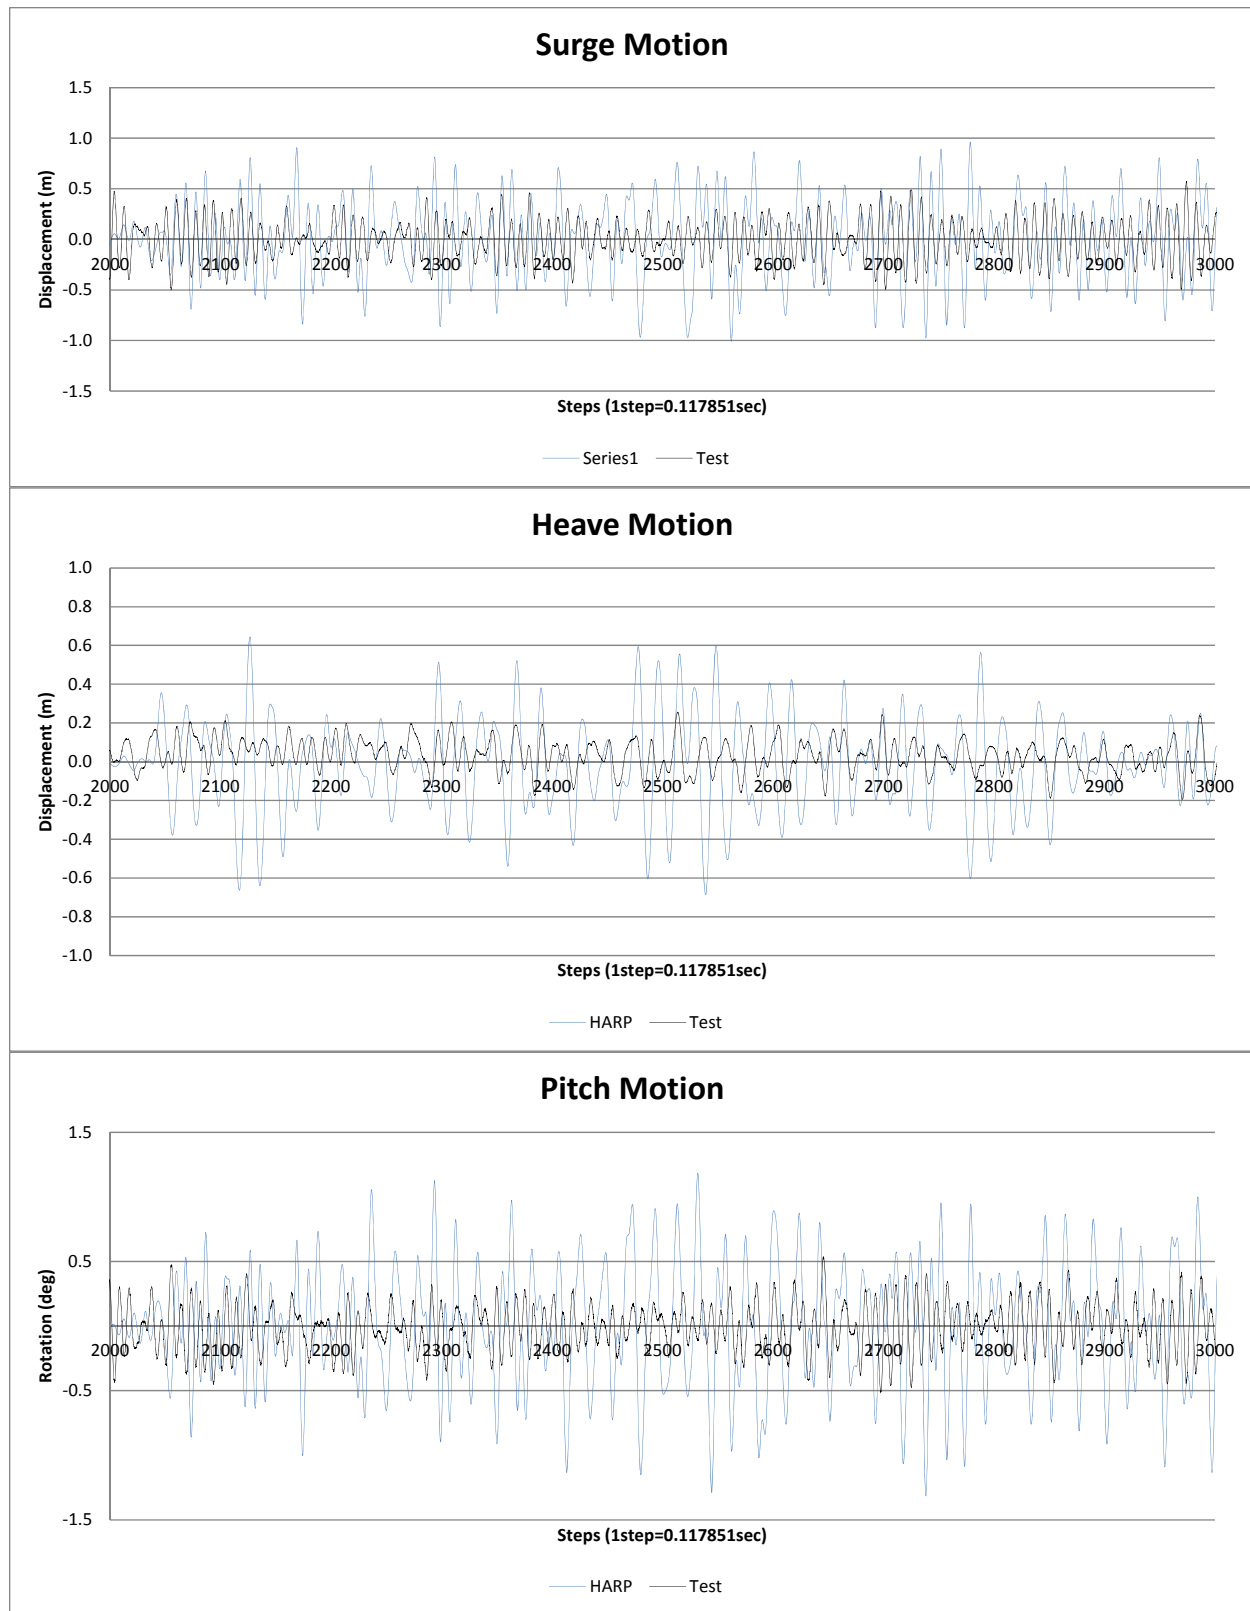 Surge Motion
1.5
1.0
0.5
0.0
-0.5
-1.0
-1.5
Displacement (m)
2000 2100 2200 2300 2400 2500 2600 2700 2800 2900 3000
Steps (1step=0.117851sec)
Series1 Test
Heave Motion
1.0
0.8
0.6
0.4
0.2
0.0
-0.2
-0.4
-0.6
-0.8
-1.0
Displacement (m)
2000 2100 2200 2300 2400 2500 2600 2700 2800 2900 3000
Steps (1step=0.117851sec)
HARP Test
Pitch Motion
1.5
0.5
-0.5
-1.5
Rotation (deg)
2000 2100 2200 2300 2400 2500 2600 2700 2800 2900 3000
Steps (1step=0.117851sec)
HARP Test